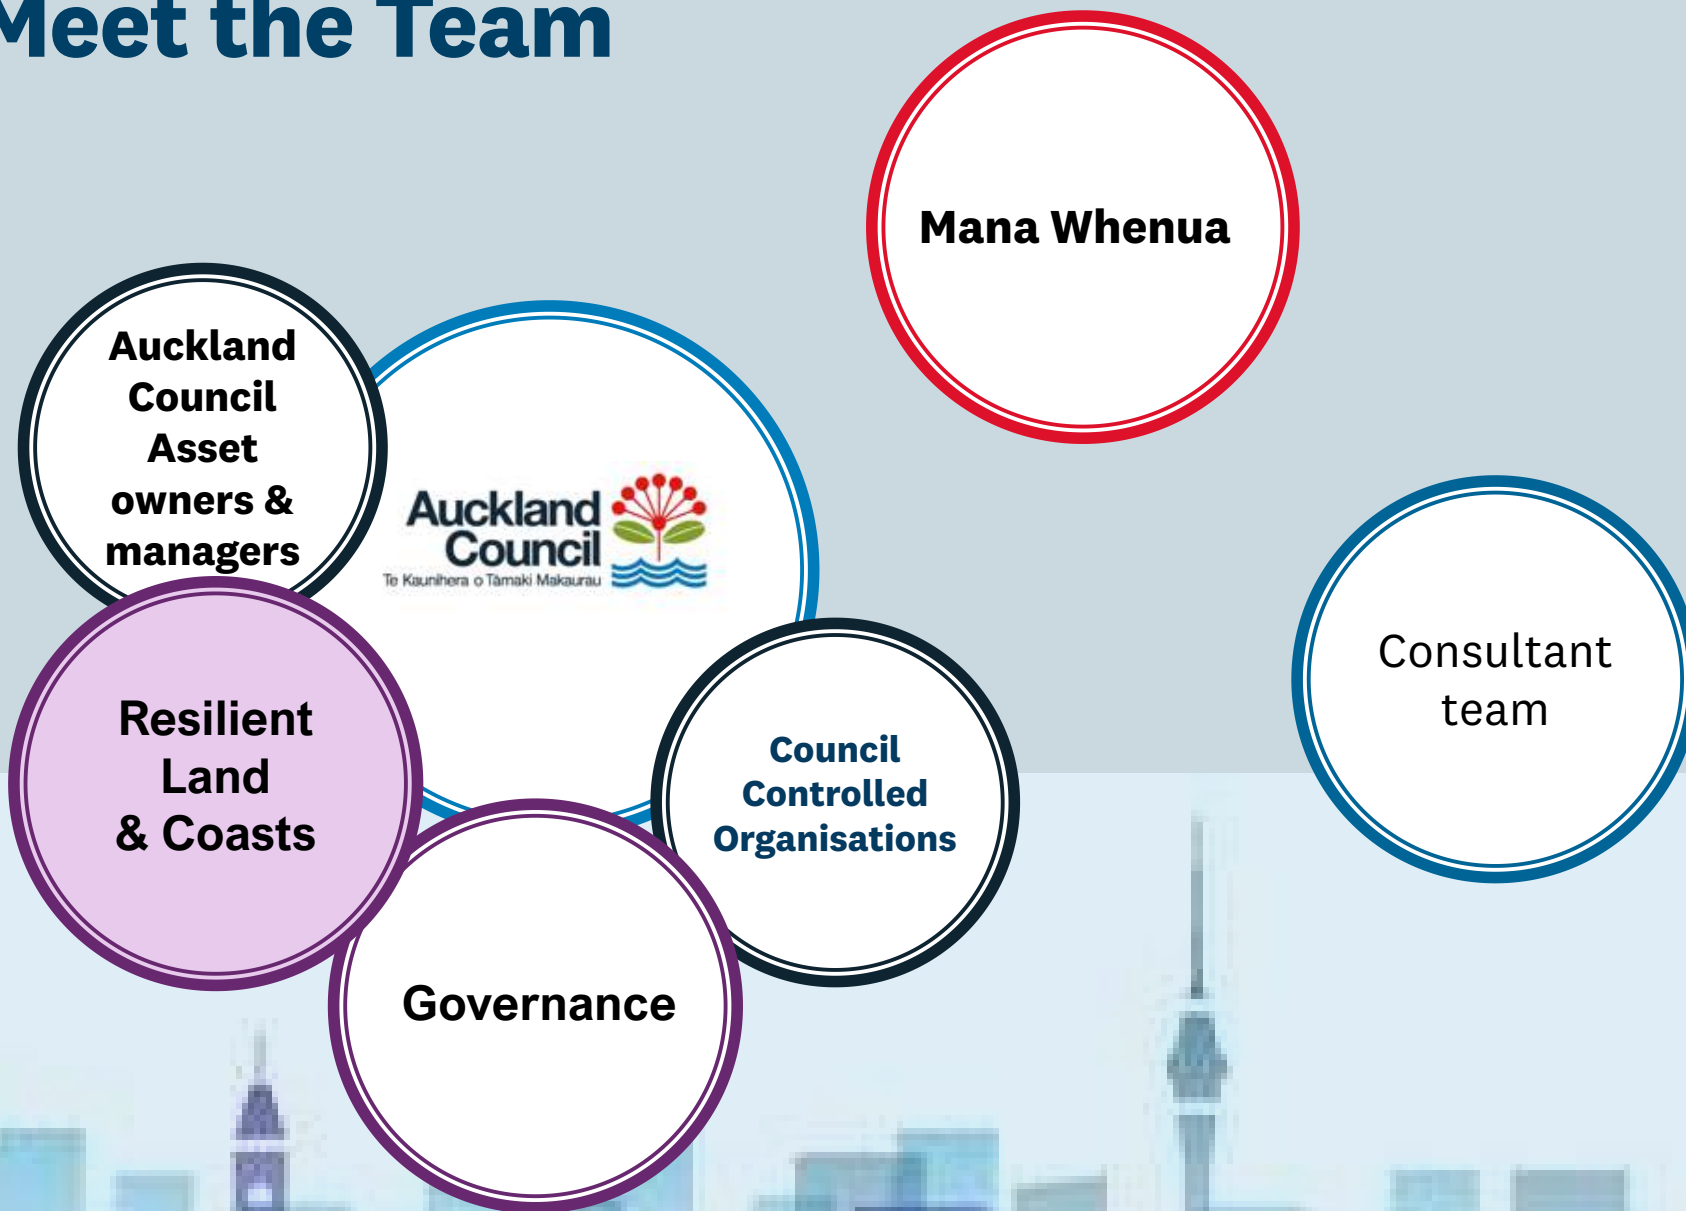 Meet the Team
Mana Whenua
Auckland
Council
Asset
owners &
managers
Auckland
Council
Te Kaunihera o Tāmaki Makaurau
Consultant
team
Resilient
Land
& Coasts
Council
Controlled
Organisations
Governance